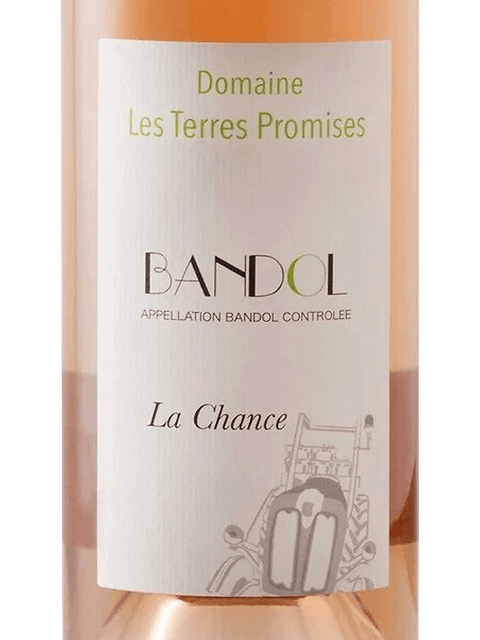 Domaine
Les Terres Promises
BANDOL
APPELLATION BANDOL CONTROLEE
La Chance